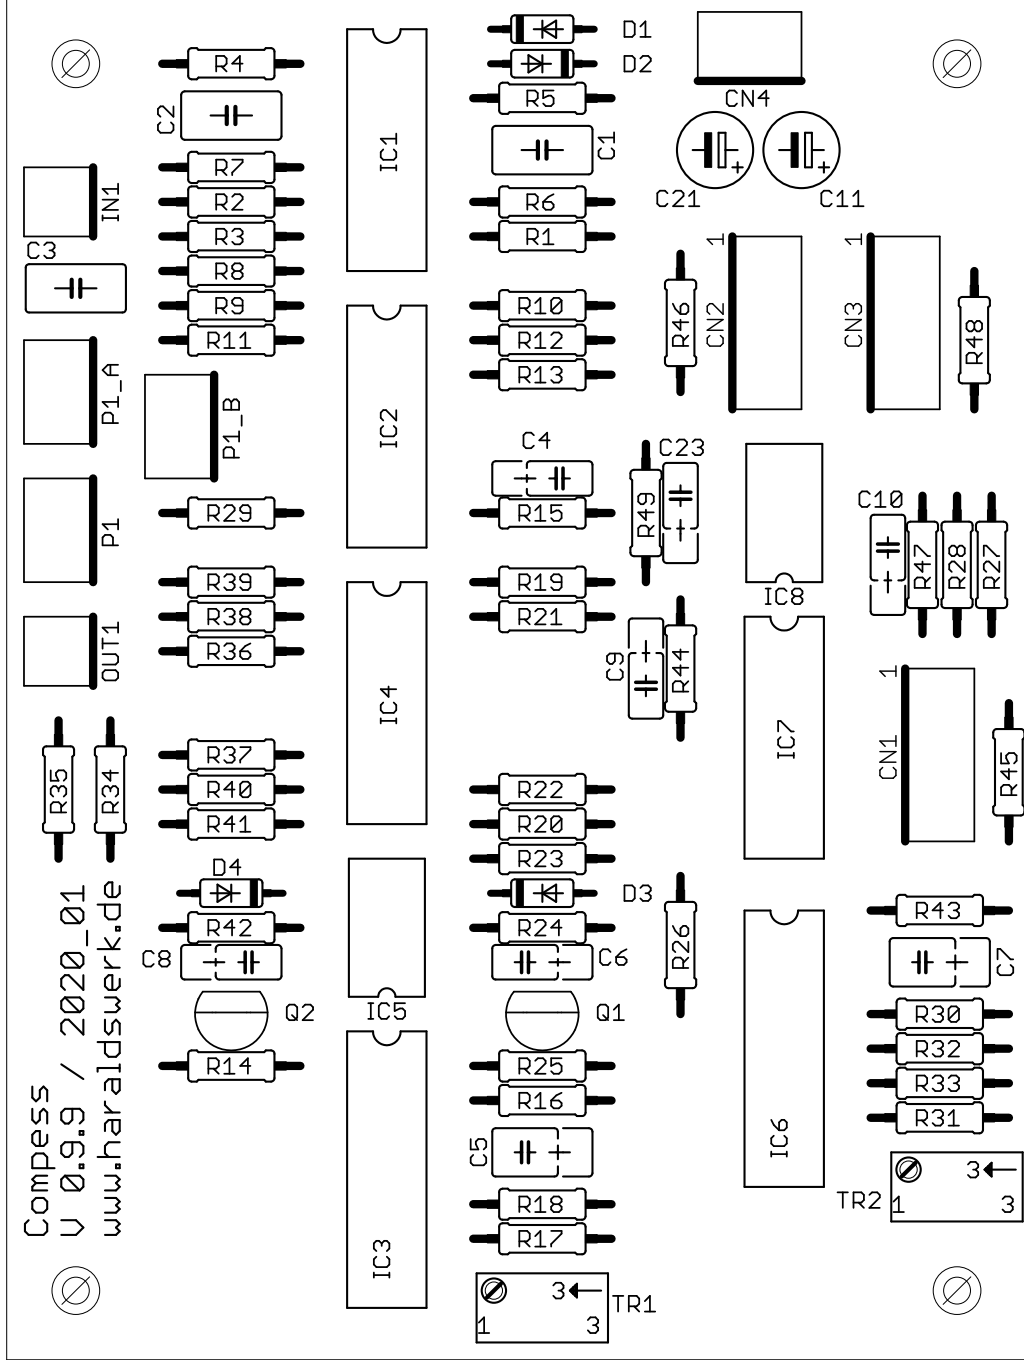 D1
R4
D2
R5
CN4
C2
C1
IC1
R7
IN1
R2
R6
C21
C11
R3
R1
1
1
C3
R8
R9
R10
R46
CN2
CN3
R48
R11
R12
P1_A
R13
P1_B
IC2
C4
C23
R29
R15
R49
C10
P1
R47
R28
R27
R39
R19
IC8
R38
R21
OUT1
R36
C9
R44
1
IC4
IC7
R37
CN1
R45
R35
R34
R40
R22
R41
R20
R23
D4
D3
R42
R24
R26
R43
C8
C6
C7
Q2
IC5
Q1
R30
R14
R25
R32
R16
R33
R31
C5
IC6
3
TR2
1
3
R18
R17
IC3
3
TR1
1
3
Compess
V 0.9.9 / 2020_01
www.haraldswerk.de